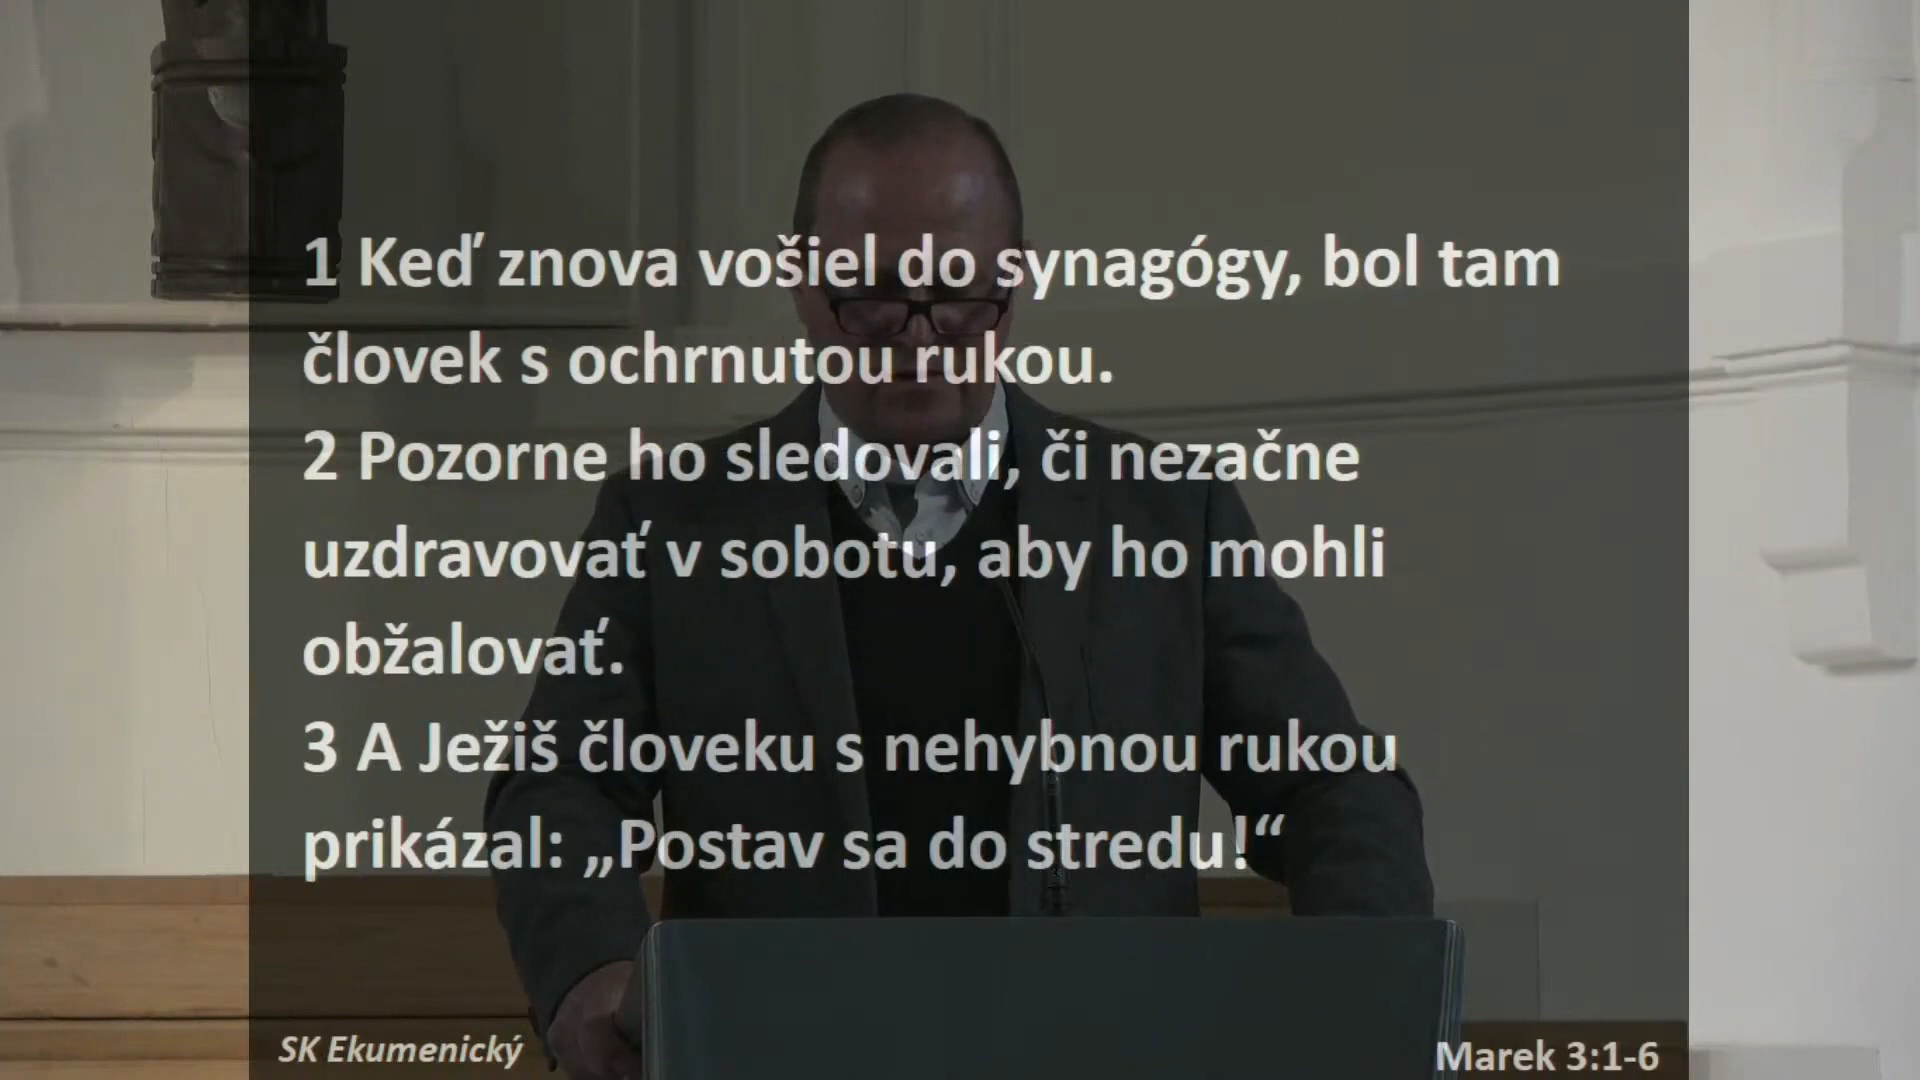 1 Keď znova vošiel do synagógy, bol tam
človek s ochrnutou rukou.
2 Pozorne ho sledovali, či nezačne
uzdravovať v sobotu, aby ho mohli
obžalovať.
3 A Ježiš človeku s nehybnou rukou
prikázal: „Postav sa do stredu!“
SK Ekumenický
Marek 3:1-6